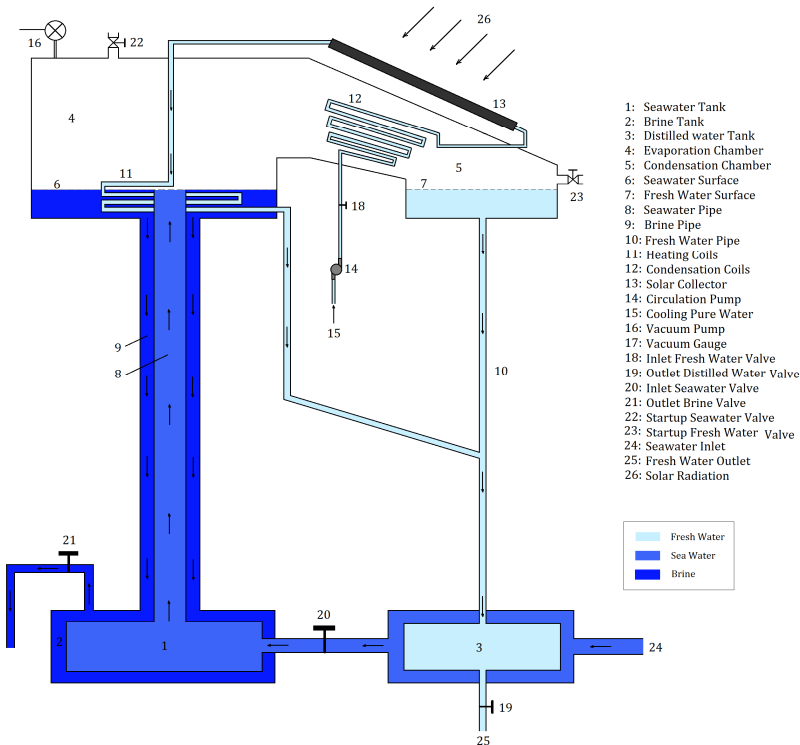 26
16
22
12
13
4
5
11
6
7
23
18
14
15
9
8
10
21
20
2
1
3
24
19
25
1: Seawater Tank
2: Brine Tank
3: Distilled water Tank
4: Evaporation Chamber
5: Condensation Chamber
6: Seawater Surface
7: Fresh Water Surface
8: Seawater Pipe
9: Brine Pipe
10: Fresh Water Pipe
11: Heating Coils
12: Condensation Coils
13: Solar Collector
14: Circulation Pump
15: Cooling Pure Water
16: Vacuum Pump
17: Vacuum Gauge
18: Inlet Fresh Water Valve
19: Outlet Distilled Water Valve
20: Inlet Seawater Valve
21: Outlet Brine Valve
22: Startup Seawater Valve
23: Startup Fresh Water Valve
24: Seawater Inlet
25: Fresh Water Outlet
26: Solar Radiation
Fresh Water
Sea Water
Brine